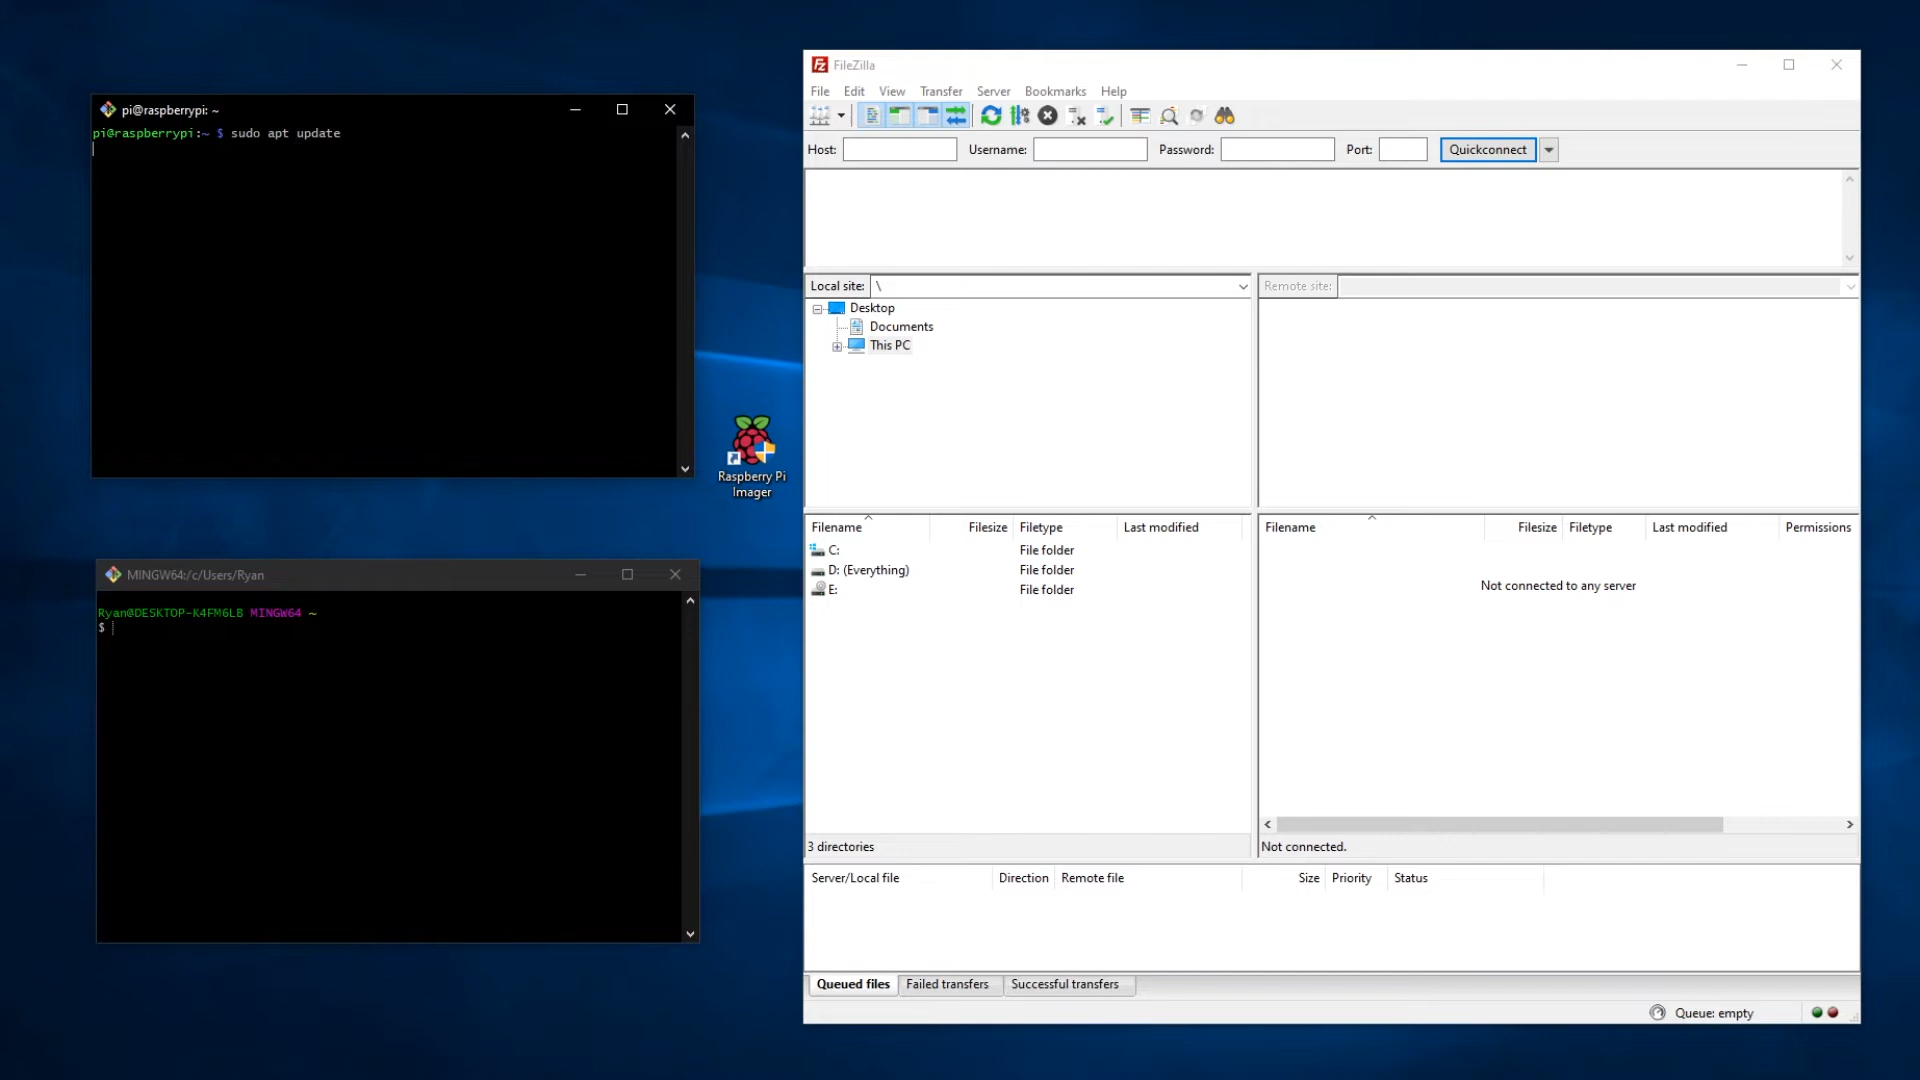 pi@raspberrypi: ~
pi@raspberrypi:~ $ sudo apt update
Raspberry Pi
Imager
MINGW64:/c/Users/Ryan
Ryan@DESKTOP-K4FM6LB MINGW64 ~
$
FileZilla
File Edit View Transfer Server Bookmarks Help
Host: Username: Password: Port: Quickconnect
Local site: \
Desktop
Documents
This PC
Remote site:
Filename Filesize Filetype Last modified
C: File folder
D: (Everything) File folder
E: File folder
3 directories
Filename Filesize Filetype Last modified Permissions
Not connected to any server
Not connected.
Server/Local file Direction Remote file Size Priority Status
Queued files Failed transfers Successful transfers
Queue: empty